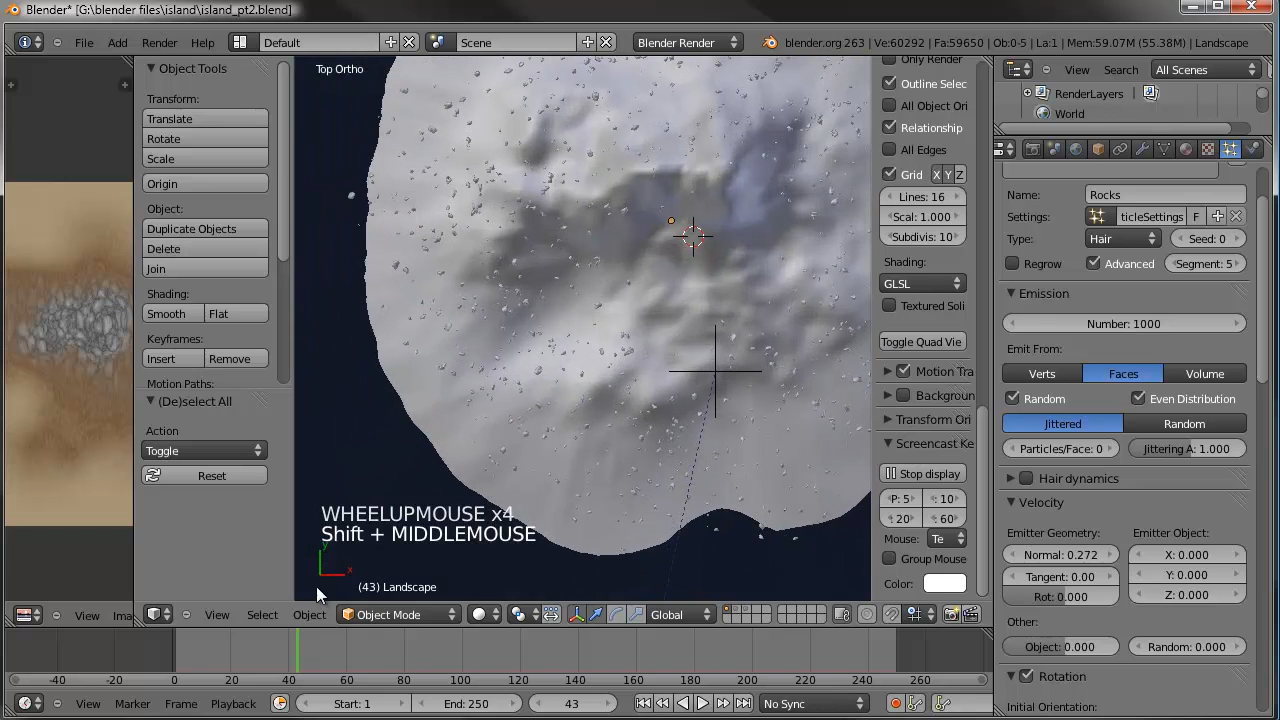 Blender* [G:\blender files\island\island_pt2.blend]
File Add Render Help Default Scene Blender Render blender.org 263 | Ve:60292 | Fa:59650 | Ob:0-5 | La:1 | Mem:59.07M (55.38M) | Landscape
Object Tools
Transform:
Translate
Rotate
Scale
Origin
Object:
Duplicate Objects
Delete
Join
Shading:
Smooth Flat
Keyframes:
Insert Remove
Motion Paths:
(De)select All
Action
Toggle
Reset
Top Ortho
WHEELUPMOUSE x4
Shift + MIDDLEMOUSE
y
x
(43) Landscape
Only Render
Outline Selec
All Object Ori
Relationship
All Edges
Grid X Y Z
Lines: 16
Scal: 1.000
Subdivis: 10
Shading:
GLSL
Textured Soli
Toggle Quad Vie
Motion Tra
Backgroun
Transform Ori
Screencast Ke
Stop display
P: 5 : 10
: 20 : 60
Mouse: Te
Group Mouse
Color:
View Search All Scenes
RenderLayers
World
Name: Rocks
Settings: ticleSettings F
Type: Hair Seed: 0
Regrow Advanced Segment: 5
Emission
Number: 1000
Emit From:
Verts Faces Volume
Random Even Distribution
Jittered Random
Particles/Face: 0 Jittering A: 1.000
Hair dynamics
Velocity
Emitter Geometry: Emitter Object:
Normal: 0.272 X: 0.000
Tangent: 0.00 Y: 0.000
Rot: 0.000 Z: 0.000
Other:
Object: 0.000 Random: 0.000
Rotation
Initial Orientation:
View Ima
View Select Object Object Mode Global
-40 -20 0 20 40 60 80 100 120 140 160 180 200 220 240 260
View Marker Frame Playback Start: 1 End: 250 43 No Sync